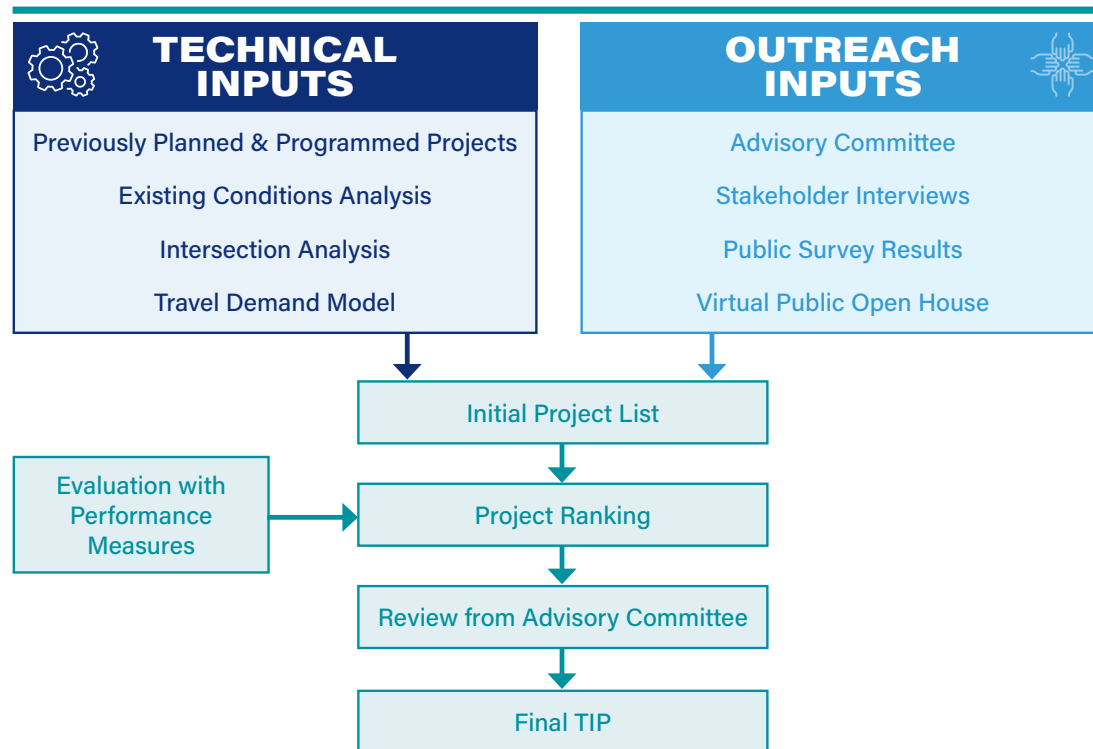 TECHNICAL
INPUTS
Previously Planned & Programmed Projects
Existing Conditions Analysis
Intersection Analysis
Travel Demand Model
OUTREACH
INPUTS
Advisory Committee
Stakeholder Interviews
Public Survey Results
Virtual Public Open House
Initial Project List
Evaluation with
Performance
Measures
Project Ranking
Review from Advisory Committee
Final TIP